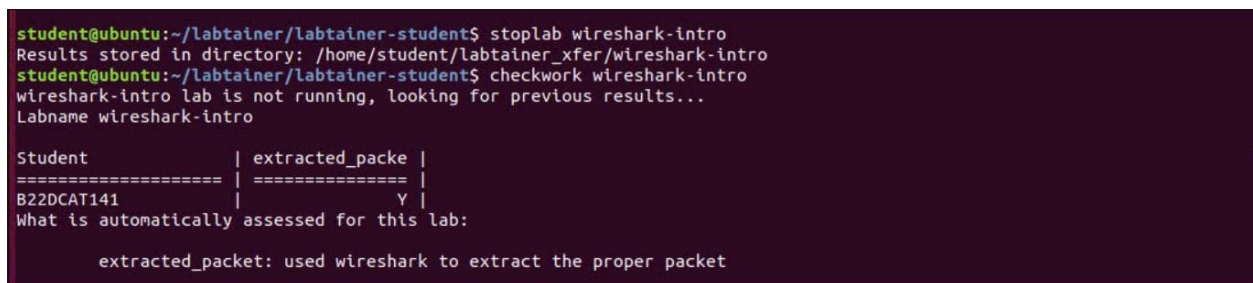 student@ubuntu:~/labtainer/labtainer-student$ stoplab wireshark-intro
Results stored in directory: /home/student/labtainer_xfer/wireshark-intro
student@ubuntu:~/labtainer/labtainer-student$ checkwork wireshark-intro
wireshark-intro lab is not running, looking for previous results...
Labname wireshark-intro
Student | extracted_packe |
==================== | =============== |
B22DCAT141 | Y |
What is automatically assessed for this lab:
extracted_packet: used wireshark to extract the proper packet